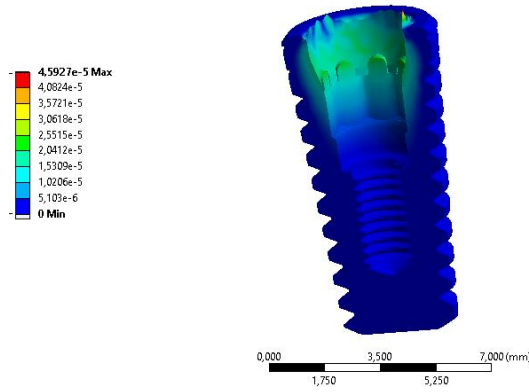 4,5927e-5 Max
4,0824e-5
3,5721e-5
3,0618e-5
2,5515e-5
2,0412e-5
1,5309e-5
1,0206e-5
5,103e-6
0 Min
0,000 3,500 7,000 (mm)
1,750 5,250